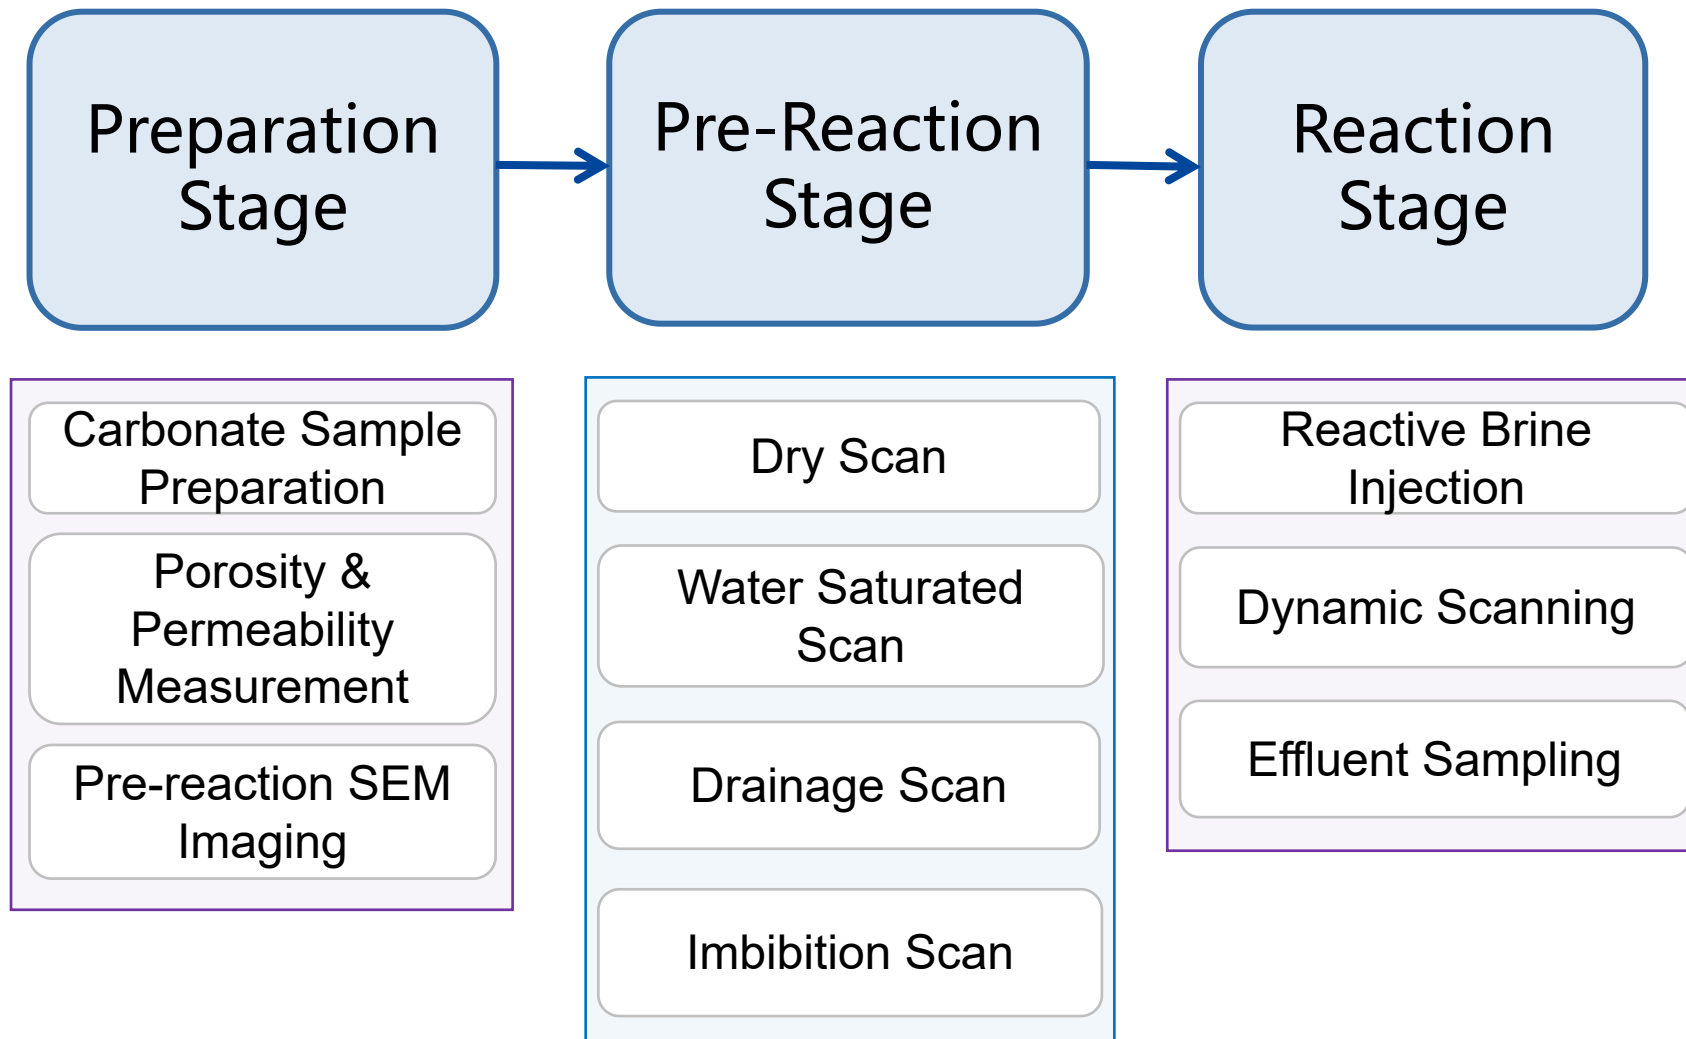 Preparation
Stage
Pre-Reaction
Stage
Reaction
Stage
Carbonate Sample
Preparation
Porosity &
Permeability
Measurement
Pre-reaction SEM
Imaging
Dry Scan
Water Saturated
Scan
Drainage Scan
Imbibition Scan
Reactive Brine
Injection
Dynamic Scanning
Effluent Sampling